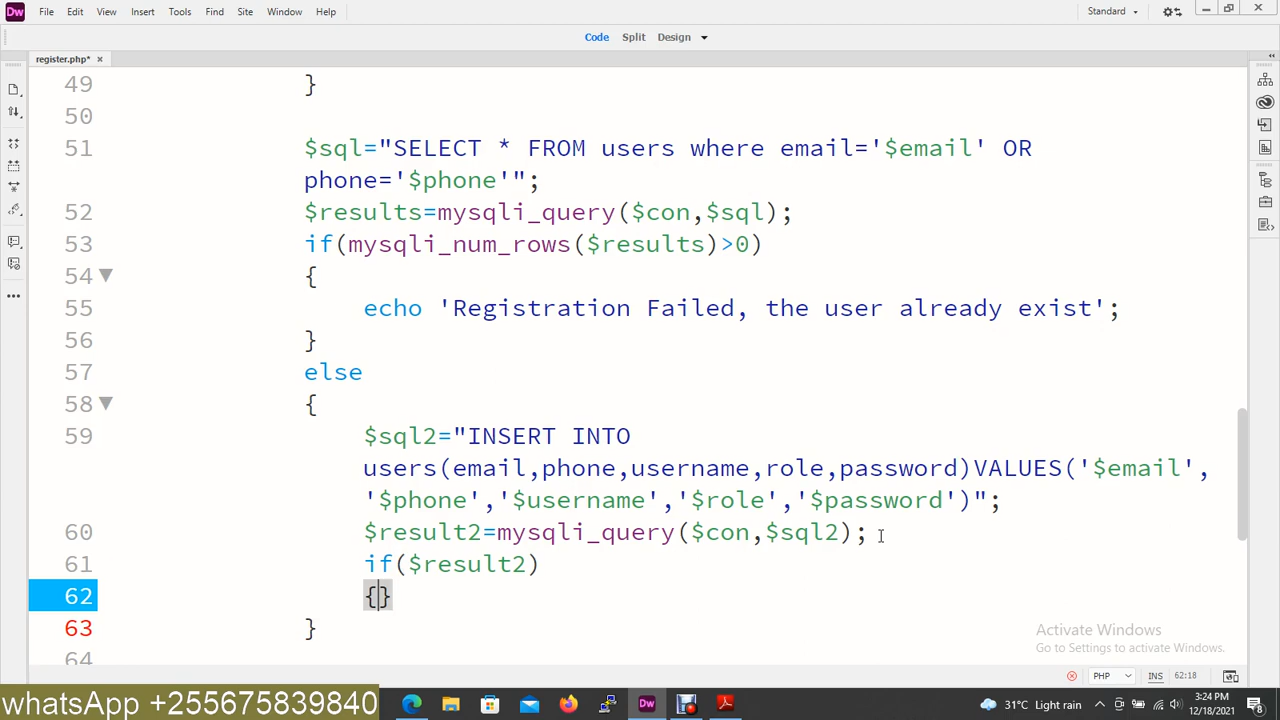 Dw File Edit View Insert Tools Find Site Window Help Standard
Code Split Design
register.php*
49 }
50
51 $sql="SELECT * FROM users where email='$email' OR
phone='$phone'";
52 $results=mysqli_query($con,$sql);
53 if(mysqli_num_rows($results)>0)
54 {
55 echo 'Registration Failed, the user already exist';
56 }
57 else
58 {
59 $sql2="INSERT INTO
users(email,phone,username,role,password)VALUES('$email',
'$phone','$username','$role','$password')";
60 $result2=mysqli_query($con,$sql2);
61 if($result2)
62 {}
63 }
64
Activate Windows
Go to Settings to activate Windows.
PHP INS 62:18
whatsApp +255675839840
Dw
31°C Light rain
3:24 PM
12/18/2021
8